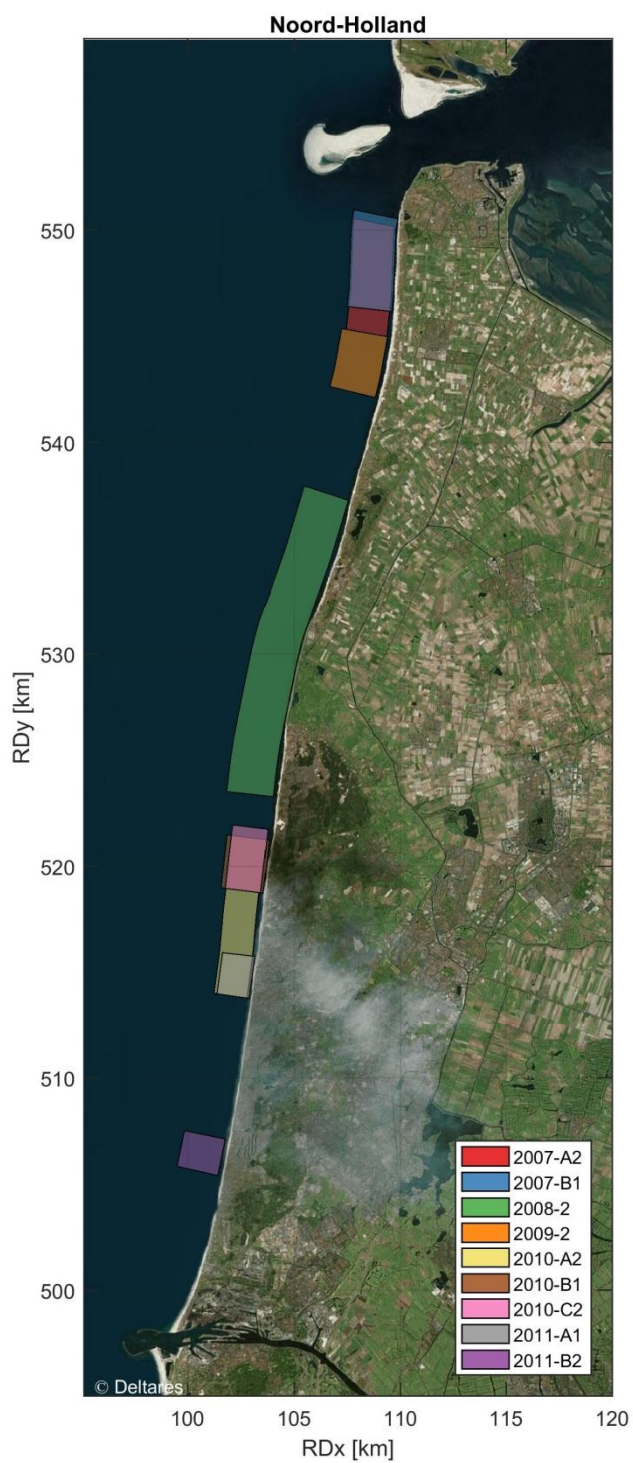 Noord-Holland
550
540
530
520
510
500
RDy [km]
2007-A2
2007-B1
2008-2
2009-2
2010-A2
2010-B1
2010-C2
2011-A1
2011-B2
© Deltares
100 105 110 115 120
RDx [km]